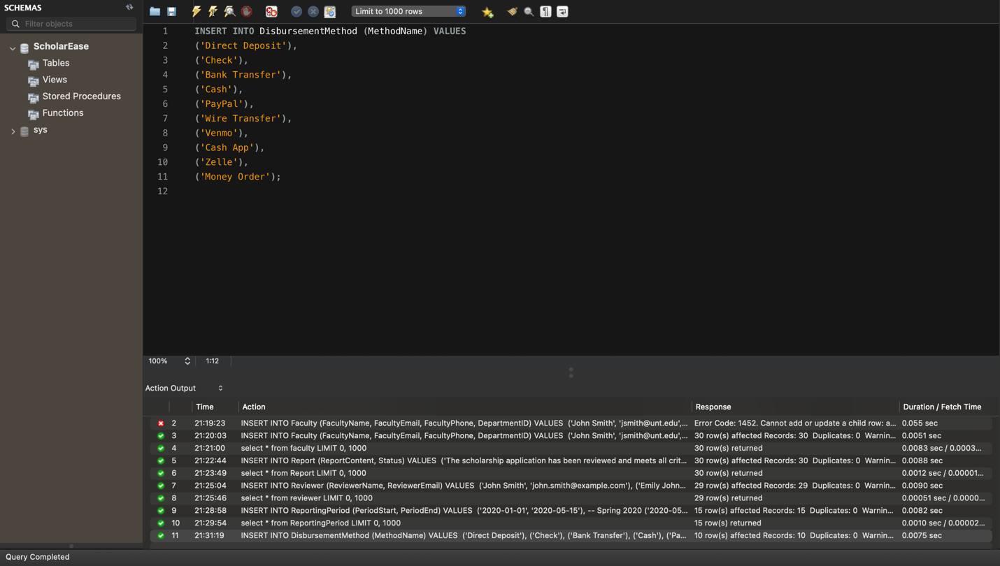 SCHEMAS
Filter objects
ScholarEase
Tables
Views
Stored Procedures
Functions
sys
Limit to 1000 rows
1 INSERT INTO DisbursementMethod (MethodName) VALUES
2 ('Direct Deposit'),
3 ('Check'),
4 ('Bank Transfer'),
5 ('Cash'),
6 ('PayPal'),
7 ('Wire Transfer'),
8 ('Venmo'),
9 ('Cash App'),
10 ('Zelle'),
11 ('Money Order');
12
100% 1:12
Action Output
Time Action Response Duration / Fetch Time
2 21:19:23 INSERT INTO Faculty (FacultyName, FacultyEmail, FacultyPhone, DepartmentID) VALUES ('John Smith', 'jsmith@unt.edu',... Error Code: 1452. Cannot add or update a child row: a... 0.055 sec
3 21:20:03 INSERT INTO Faculty (FacultyName, FacultyEmail, FacultyPhone, DepartmentID) VALUES ('John Smith', 'jsmith@unt.edu',... 30 row(s) affected Records: 30 Duplicates: 0 Warnin... 0.0051 sec
4 21:21:00 select * from faculty LIMIT 0, 1000 30 row(s) returned 0.0083 sec / 0.0003...
5 21:22:44 INSERT INTO Report (ReportContent, Status) VALUES ('The scholarship application has been reviewed and meets all crit... 30 row(s) affected Records: 30 Duplicates: 0 Warnin... 0.0088 sec
6 21:23:49 select * from Report LIMIT 0, 1000 30 row(s) returned 0.0012 sec / 0.00001...
7 21:25:04 INSERT INTO Reviewer (ReviewerName, ReviewerEmail) VALUES ('John Smith', 'john.smith@example.com'), ('Emily John... 29 row(s) affected Records: 29 Duplicates: 0 Warnin... 0.0090 sec
8 21:25:46 select * from reviewer LIMIT 0, 1000 29 row(s) returned 0.00051 sec / 0.0000...
9 21:28:58 INSERT INTO ReportingPeriod (PeriodStart, PeriodEnd) VALUES ('2020-01-01', '2020-05-15'), -- Spring 2020 ('2020-05... 15 row(s) affected Records: 15 Duplicates: 0 Warnin... 0.0082 sec
10 21:29:54 select * from ReportingPeriod LIMIT 0, 1000 15 row(s) returned 0.0010 sec / 0.00002...
11 21:31:19 INSERT INTO DisbursementMethod (MethodName) VALUES ('Direct Deposit'), ('Check'), ('Bank Transfer'), ('Cash'), ('Pa... 10 row(s) affected Records: 10 Duplicates: 0 Warnin... 0.0075 sec
Query Completed